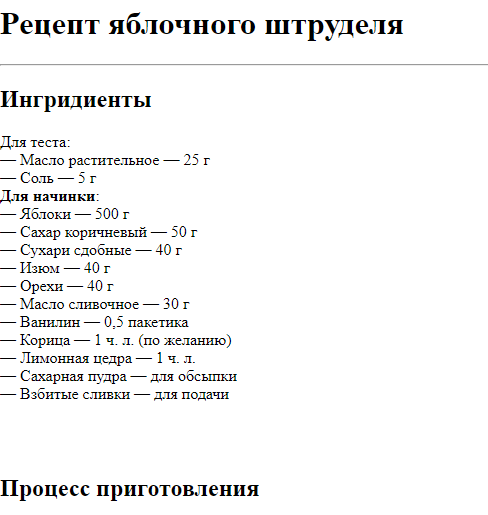 Рецепт яблочного штруделя
Ингридиенты
Для теста:
— Масло растительное — 25 г
— Соль — 5 г
Для начинки:
— Яблоки — 500 г
— Сахар коричневый — 50 г
— Сухари сдобные — 40 г
— Изюм — 40 г
— Орехи — 40 г
— Масло сливочное — 30 г
— Ванилин — 0,5 пакетика
— Корица — 1 ч. л. (по желанию)
— Лимонная цедра — 1 ч. л.
— Сахарная пудра — для обсыпки
— Взбитые сливки — для подачи
Процесс приготовления